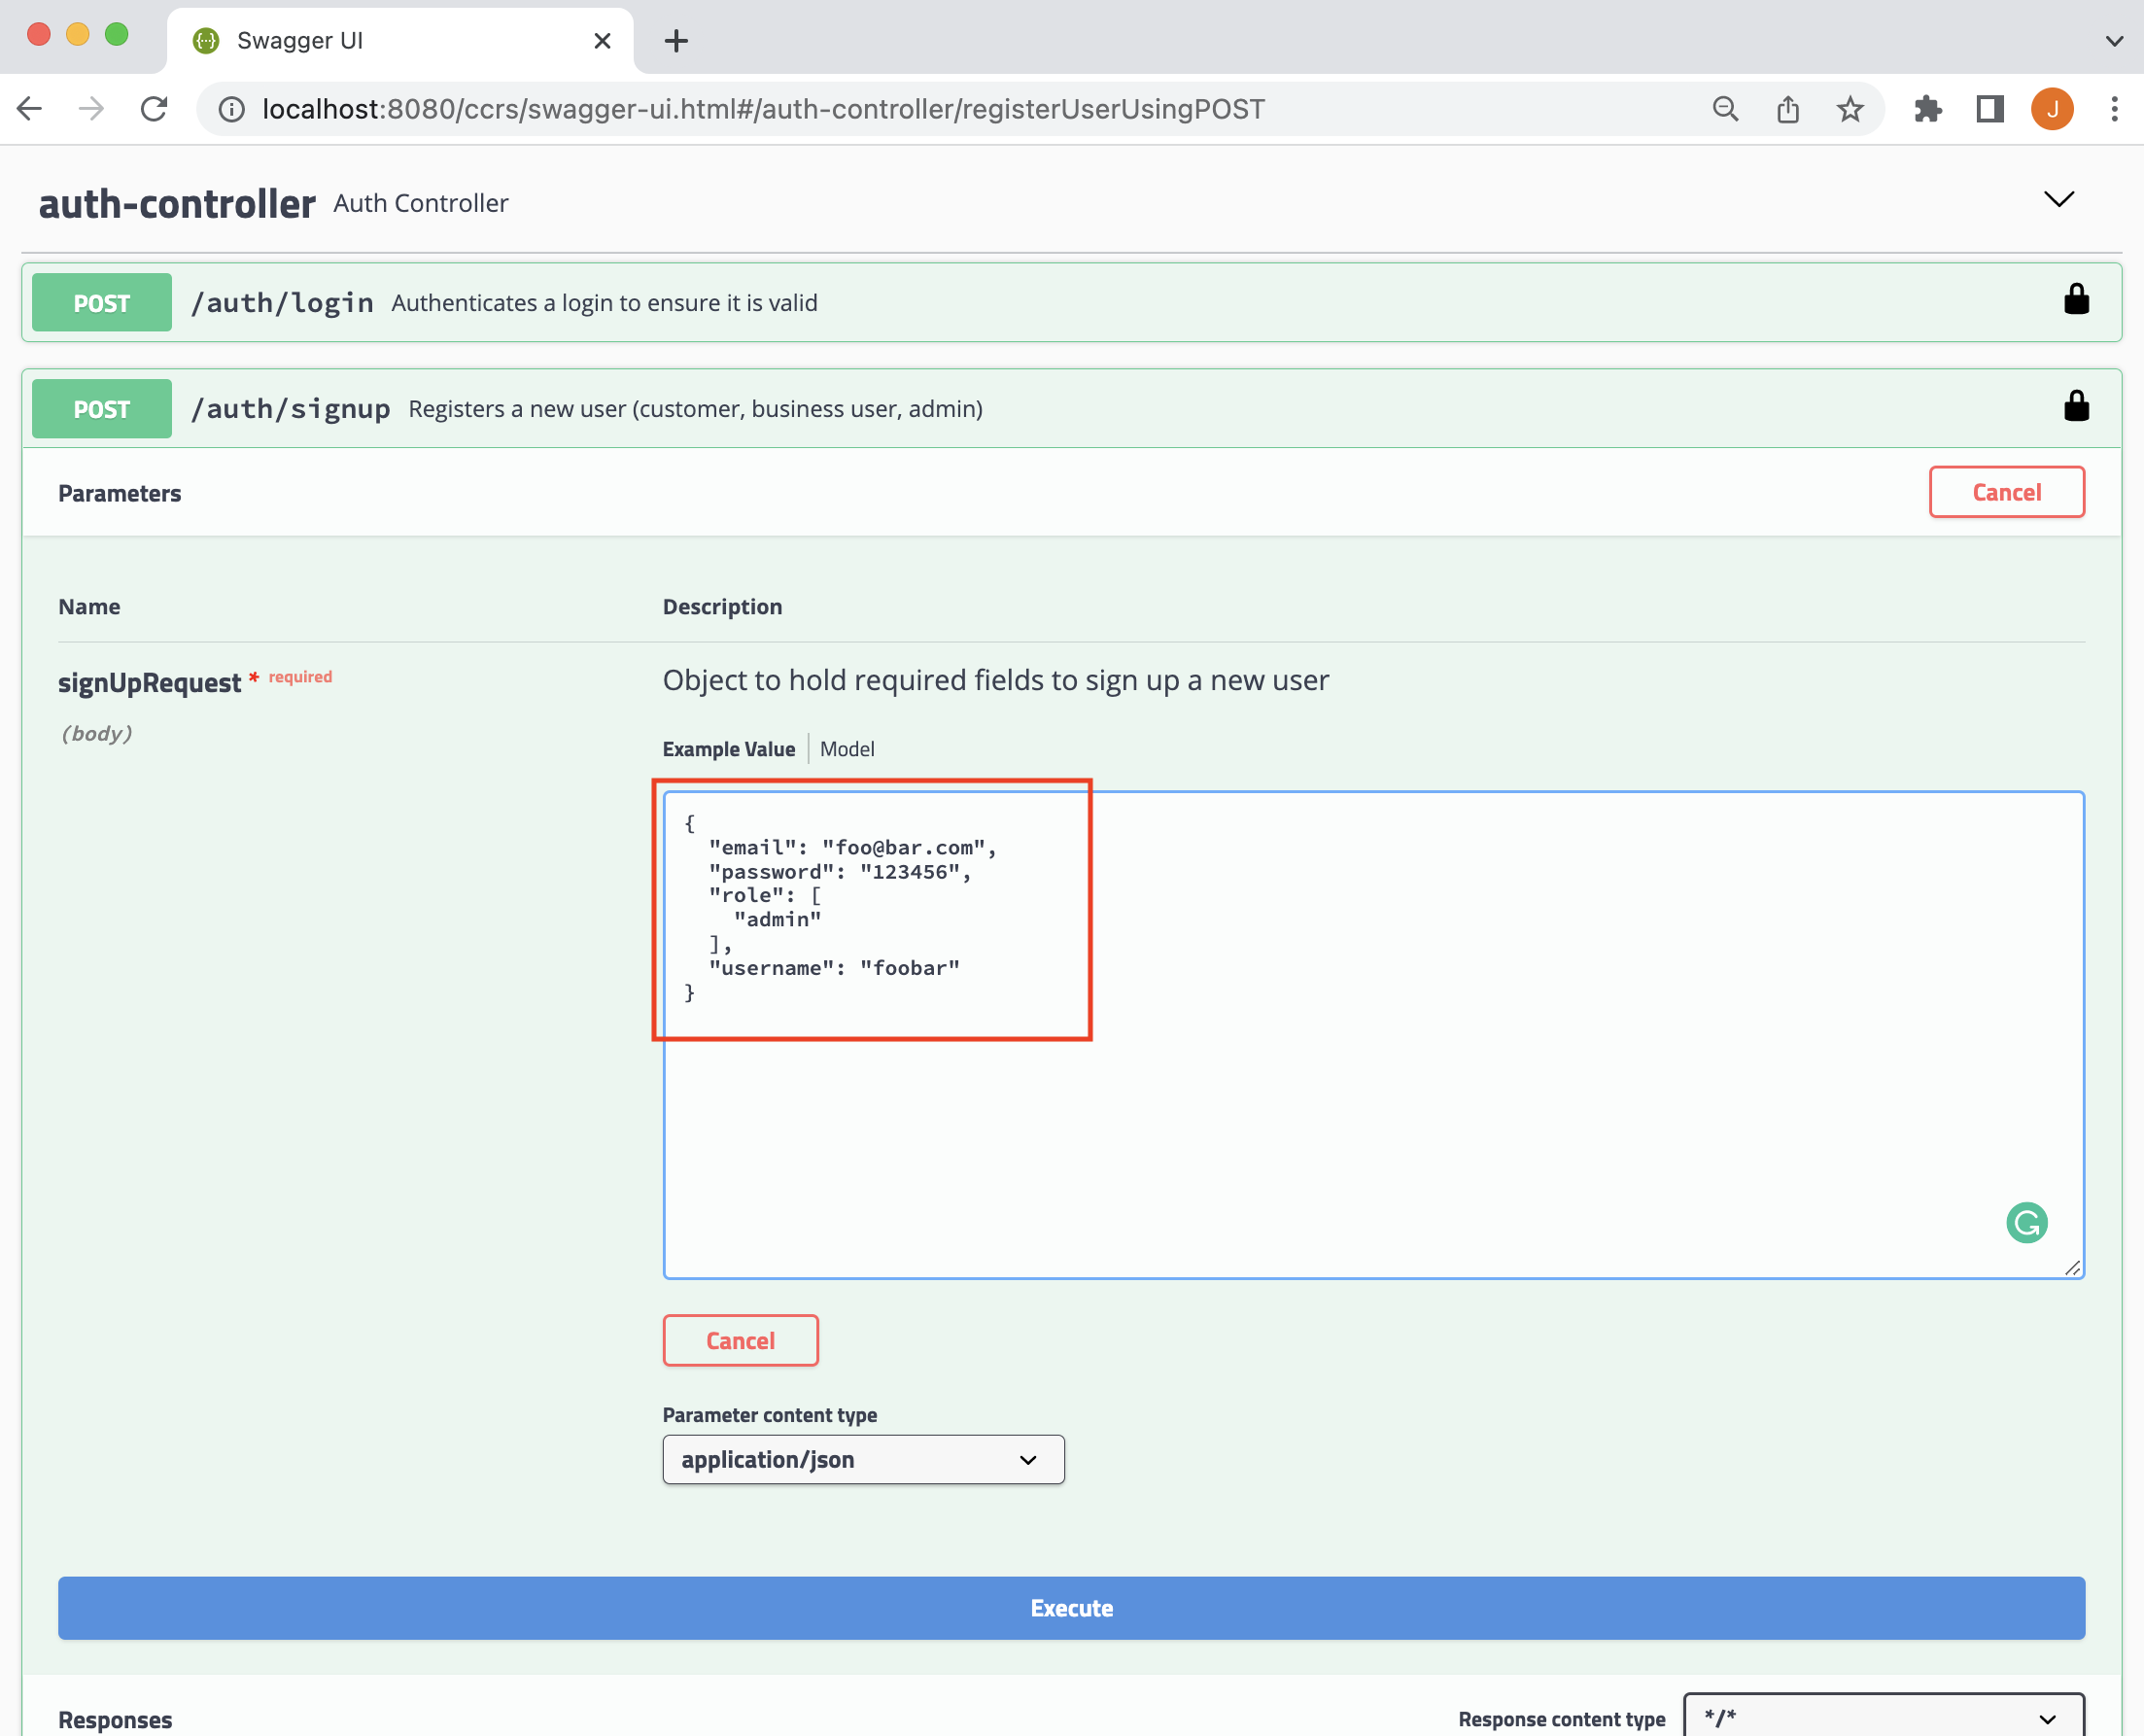 Swagger UI
localhost:8080/ccrs/swagger-ui.html#/auth-controller/registerUserUsingPOST
J
auth-controller Auth Controller
POST /auth/login Authenticates a login to ensure it is valid
POST /auth/signup Registers a new user (customer, business user, admin)
Parameters Cancel
Name Description
signUpRequest * required Object to hold required fields to sign up a new user
(body)
Example Value Model
{
  "email": "foo@bar.com",
  "password": "123456",
  "role": [
    "admin"
  ],
  "username": "foobar"
}
Cancel
Parameter content type
application/json
Execute
Responses Response content type */*